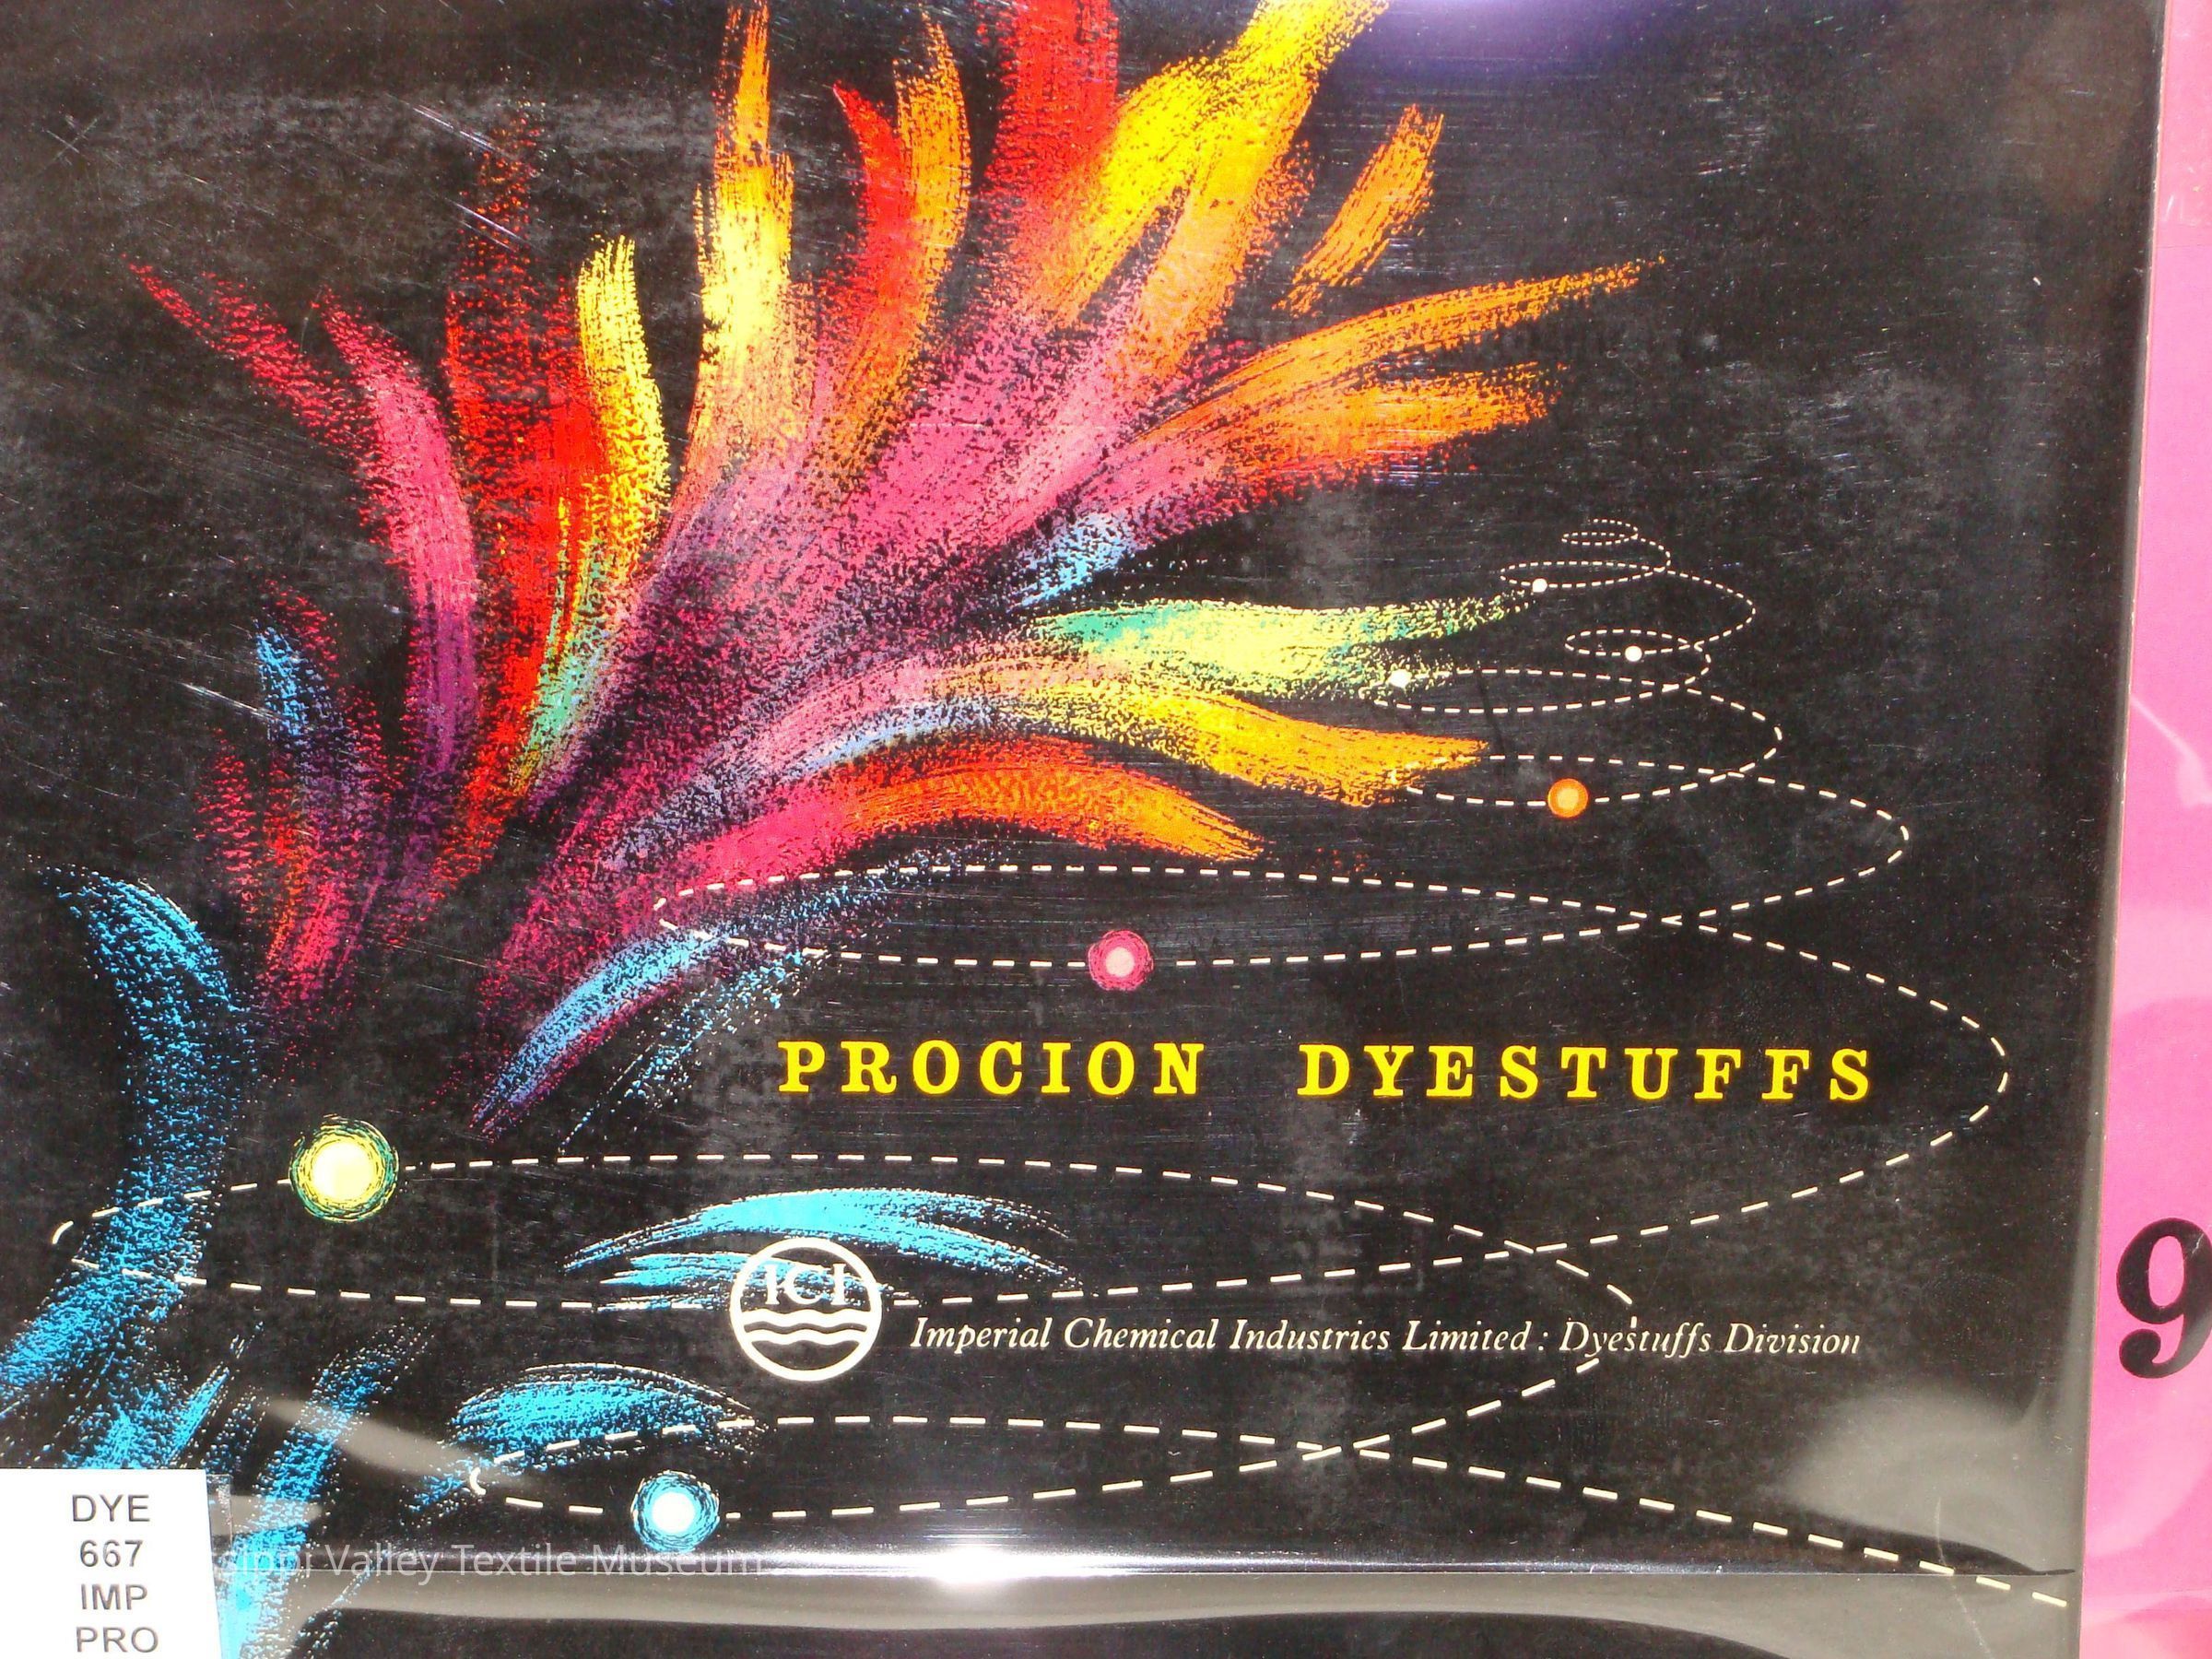 PROCION DYESTUFFS
ICI
Imperial Chemical Industries Limited : Dyestuffs Division
9
DYE
667
IMP
PRO
Valley Textile Museum